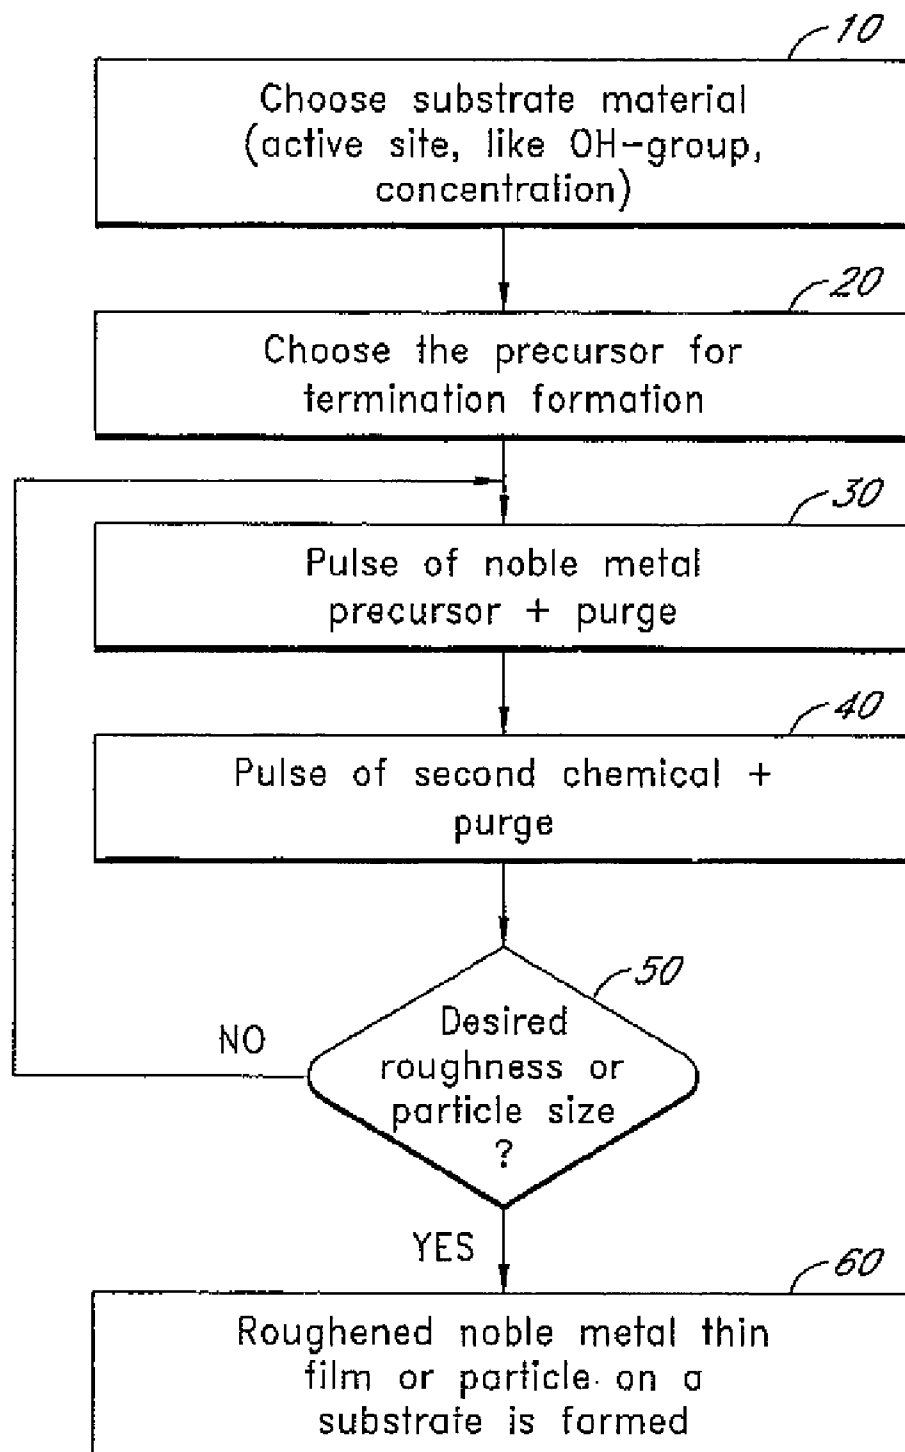 10
Choose substrate material
(active site, like OH-group,
concentration)
20
Choose the precursor for
termination formation
30
Pulse of noble metal
precursor + purge
40
Pulse of second chemical +
purge
50
Desired
roughness or
particle size
?
NO
YES
60
Roughened noble metal thin
film or particle on a
substrate is farmed